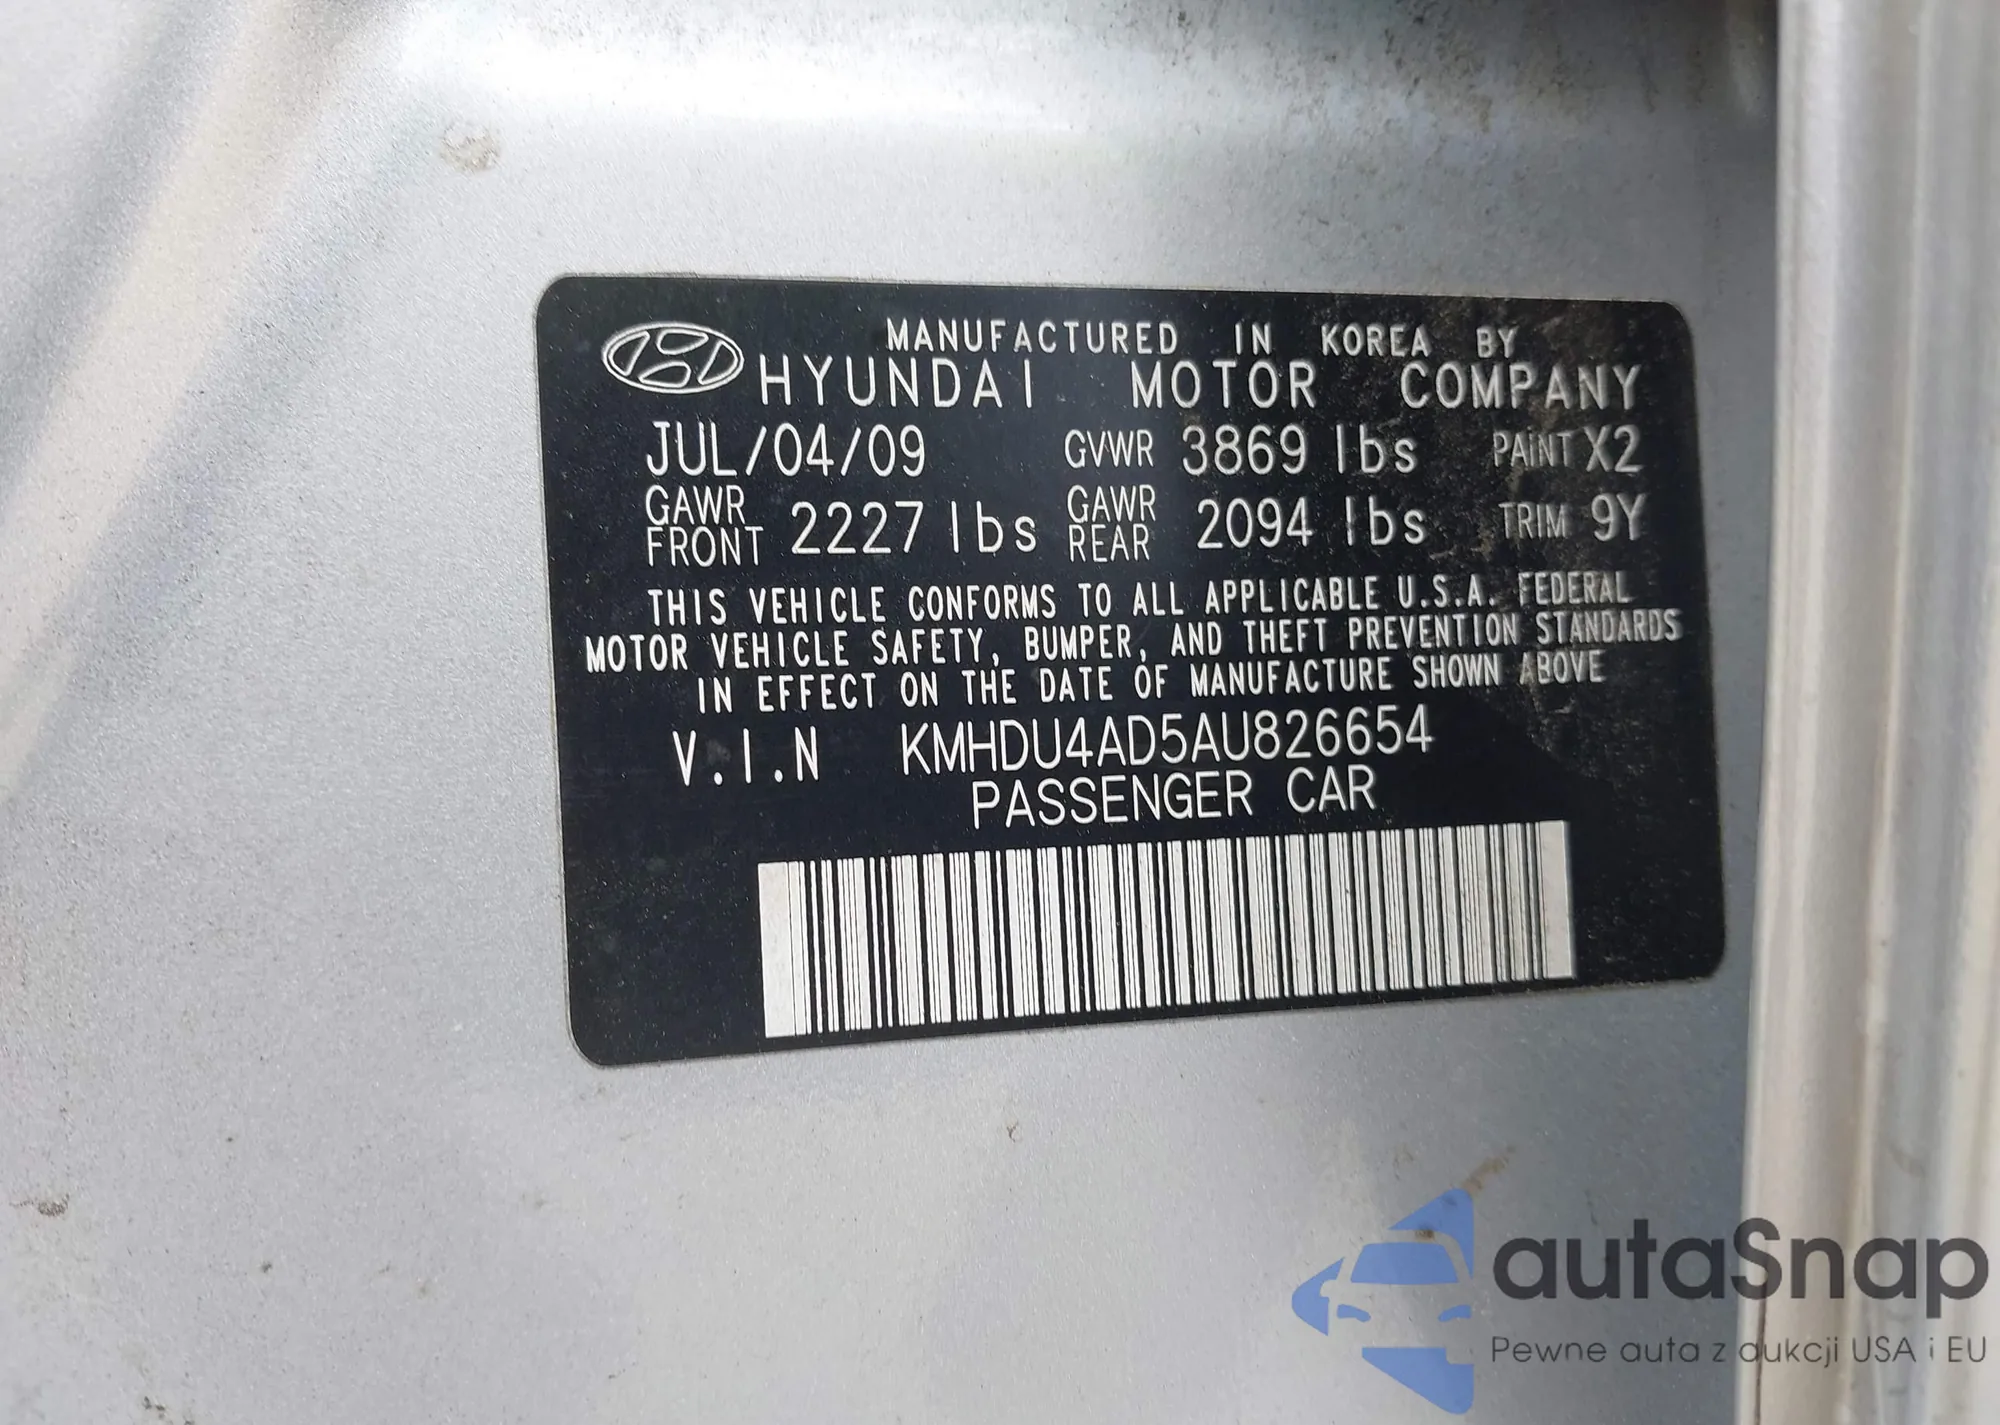 MANUFACTURED IN KOREA BY
HYUNDAI MOTOR COMPANY
JUL/04/09 GVWR 3869 lbs PAINT X2
GAWR FRONT 2227 lbs GAWR REAR 2094 lbs TRIM 9Y
THIS VEHICLE CONFORMS TO ALL APPLICABLE U.S.A. FEDERAL
MOTOR VEHICLE SAFETY, BUMPER, AND THEFT PREVENTION STANDARDS
IN EFFECT ON THE DATE OF MANUFACTURE SHOWN ABOVE
V.I.N KMHDU4AD5AU826654
PASSENGER CAR
autaSnap
Pewne auta z aukcji USA i EU